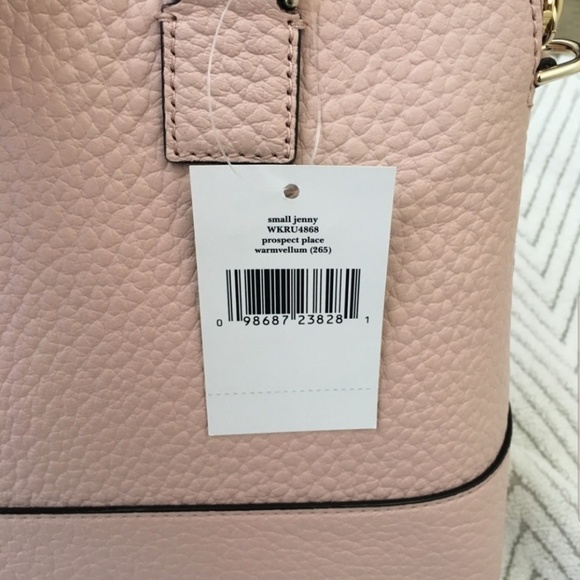 small jenny
WKRU4868
prospect place
warmvellum (265)
0 98687 23828 1